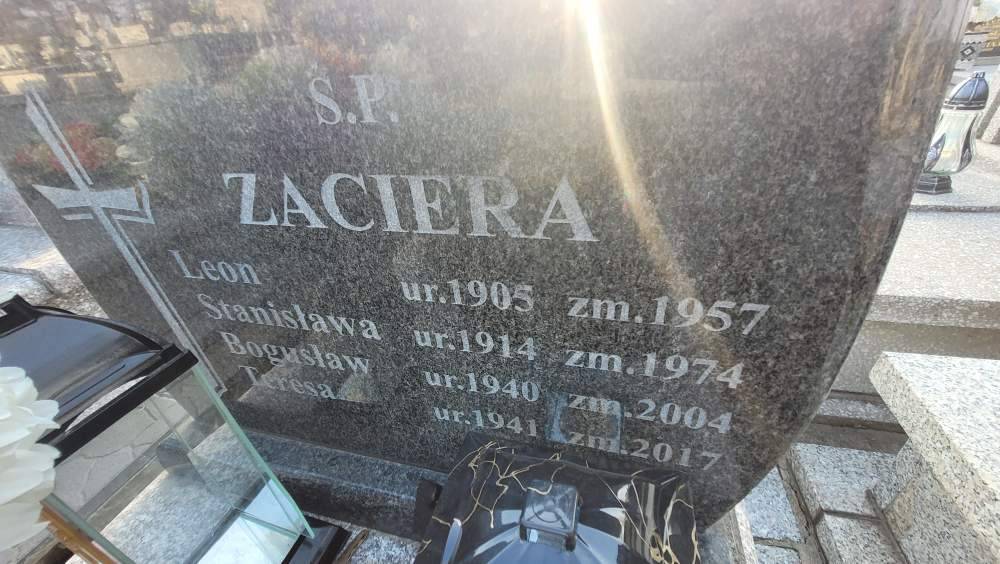 Ś.P.
ZACIERA
Leon ur.1905 zm.1957
Stanisława ur.1914 zm.1974
Bogusław ur.1940 zm.2004
Teresa ur.1941 zm.2017